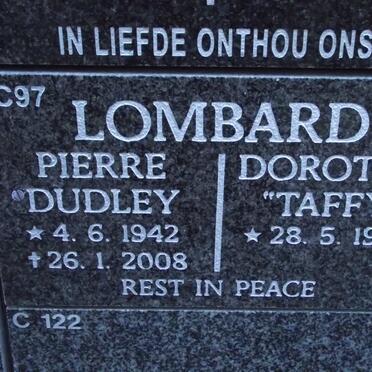 IN LIEFDE ONTHOU ONS
C97
LOMBARD
PIERRE
"DUDLEY
★ 4. 6. 1942
✝ 26. 1. 2008
DOROT
"TAFFY
★ 28. 5. 19
REST IN PEACE
C 122